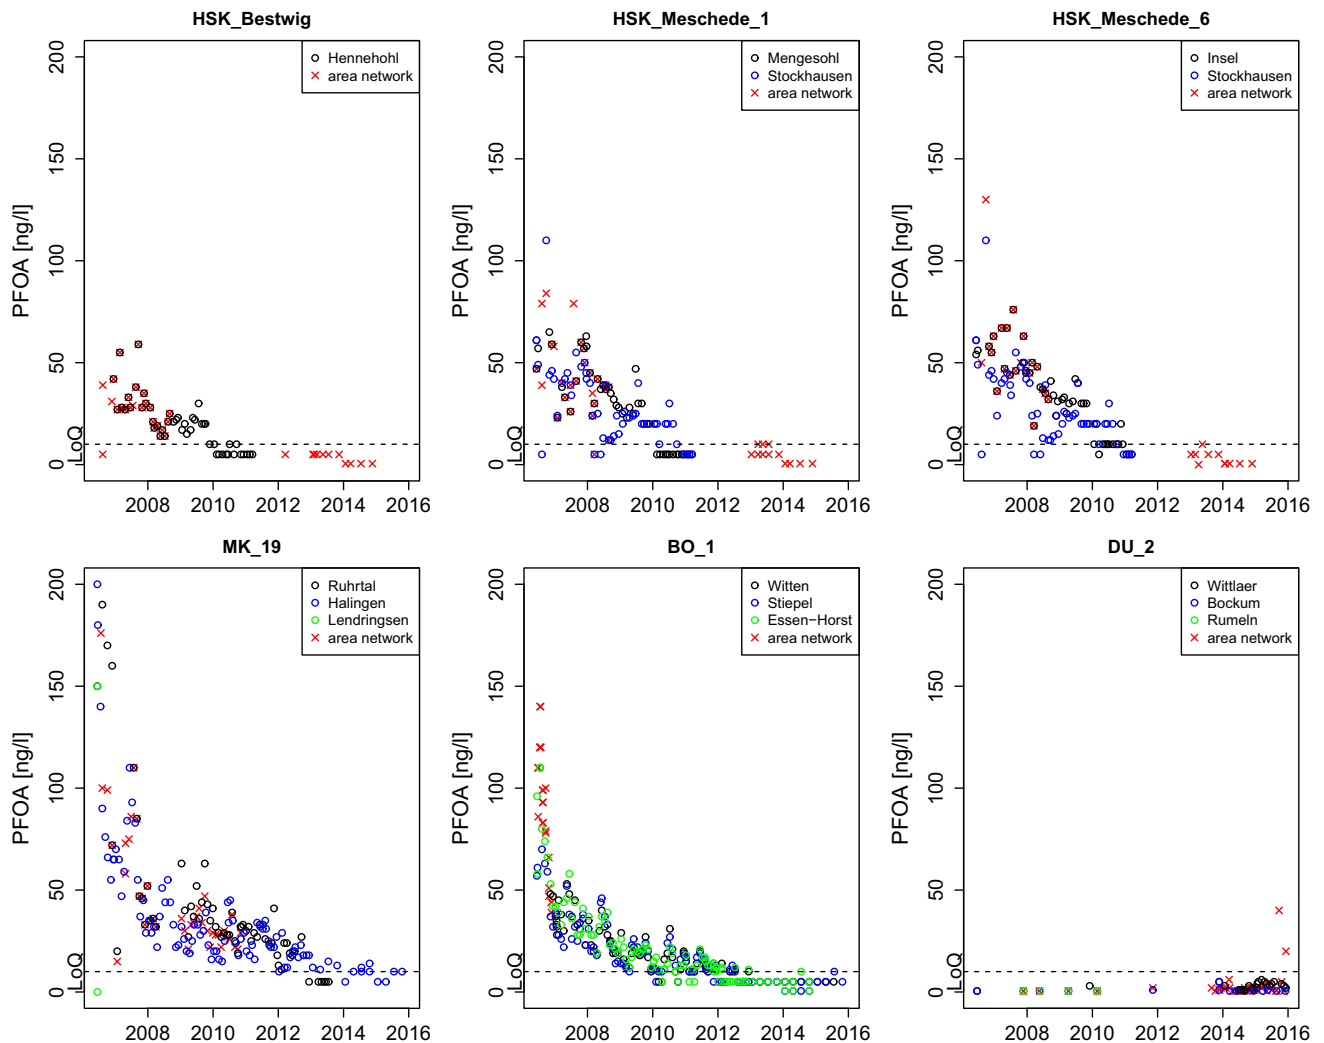 HSK_Bestwig
HSK_Meschede_1
HSK_Meschede_6
Hennehohl
area network
Mengesohl
Stockhausen
area network
Insel
Stockhausen
area network
PFOA [ng/l]
200
150
100
50
0
LoQ
2008 2010 2012 2014 2016
PFOA [ng/l]
200
150
100
50
0
LoQ
2008 2010 2012 2014 2016
PFOA [ng/l]
200
150
100
50
0
LoQ
2008 2010 2012 2014 2016
MK_19
BO_1
DU_2
Ruhrtal
Halingen
Lendringsen
area network
Witten
Stiepel
Essen−Horst
area network
Wittlaer
Bockum
Rumeln
area network
PFOA [ng/l]
200
150
100
50
0
LoQ
2008 2010 2012 2014 2016
PFOA [ng/l]
200
150
100
50
0
LoQ
2008 2010 2012 2014 2016
PFOA [ng/l]
200
150
100
50
0
LoQ
2008 2010 2012 2014 2016